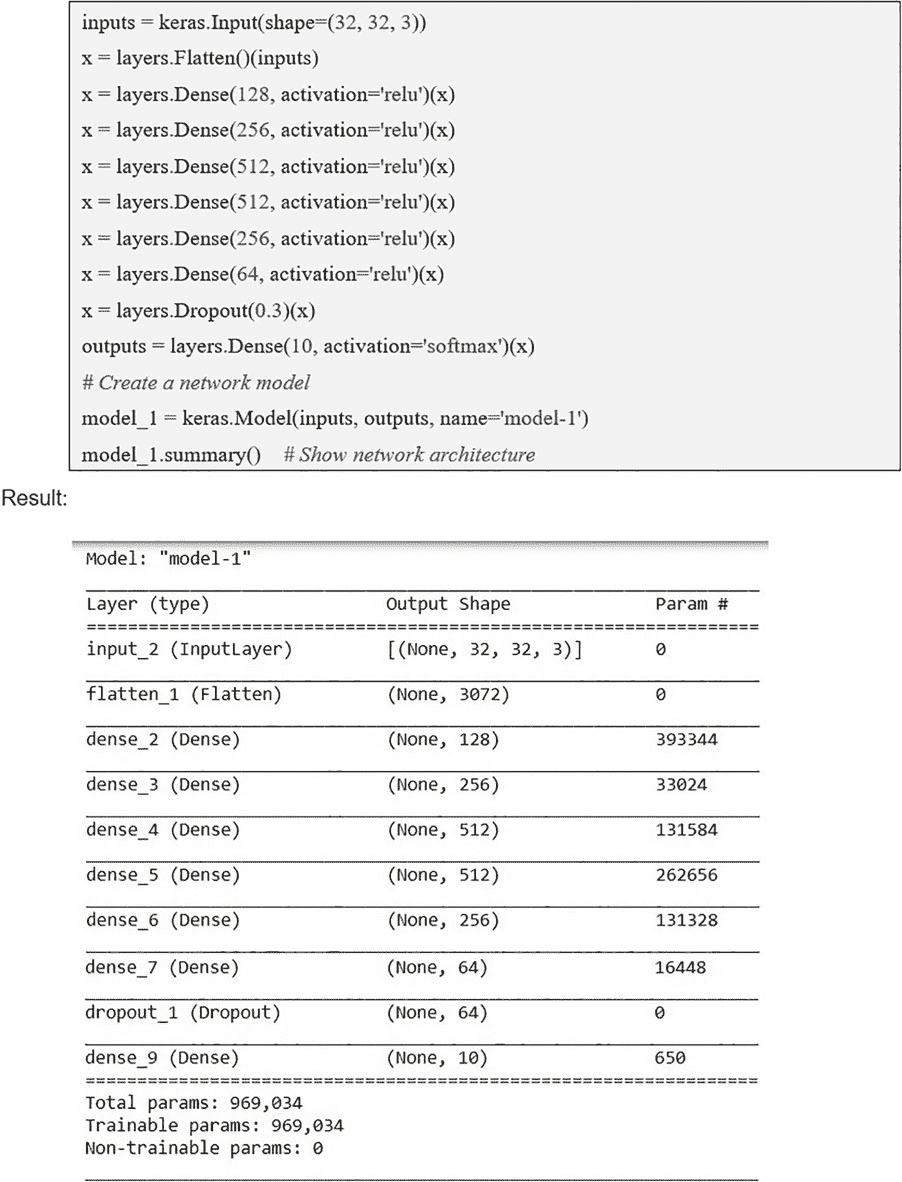 inputs = keras.Input(shape=(32, 32, 3))
x = layers.Flatten()(inputs)
x = layers.Dense(128, activation='relu')(x)
x = layers.Dense(256, activation='relu')(x)
x = layers.Dense(512, activation='relu')(x)
x = layers.Dense(512, activation='relu')(x)
x = layers.Dense(256, activation='relu')(x)
x = layers.Dense(64, activation='relu')(x)
x = layers.Dropout(0.3)(x)
outputs = layers.Dense(10, activation='softmax')(x)
# Create a network model
model_1 = keras.Model(inputs, outputs, name='model-1')
model_1.summary() # Show network architecture
Result:
Model: "model-1"
Layer (type) Output Shape Param #
input_2 (InputLayer) [(None, 32, 32, 3)] 0
flatten_1 (Flatten) (None, 3072) 0
dense_2 (Dense) (None, 128) 393344
dense_3 (Dense) (None, 256) 33024
dense_4 (Dense) (None, 512) 131584
dense_5 (Dense) (None, 512) 262656
dense_6 (Dense) (None, 256) 131328
dense_7 (Dense) (None, 64) 16448
dropout_1 (Dropout) (None, 64) 0
dense_9 (Dense) (None, 10) 650
Total params: 969,034
Trainable params: 969,034
Non-trainable params: 0